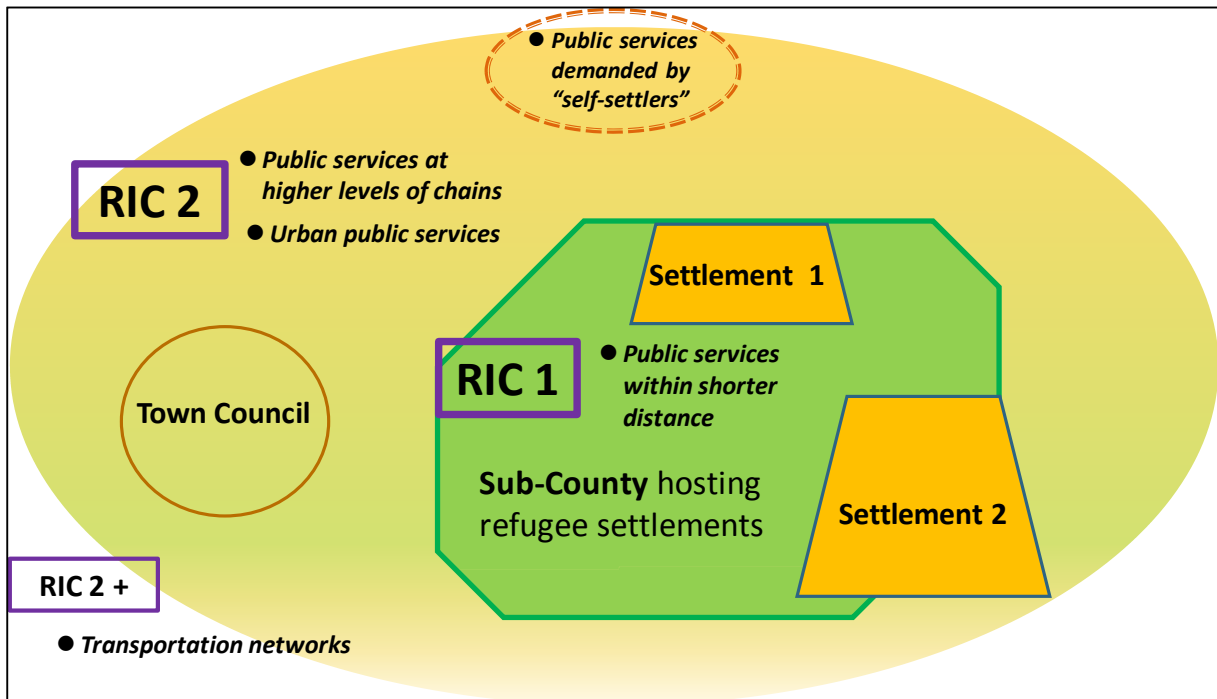 ● Public services
demanded by
“self-settlers”
RIC 2
● Public services at
higher levels of chains
● Urban public services
Settlement 1
RIC 1
● Public services
within shorter
distance
Town Council
Sub-County hosting
refugee settlements
Settlement 2
RIC 2 +
● Transportation networks